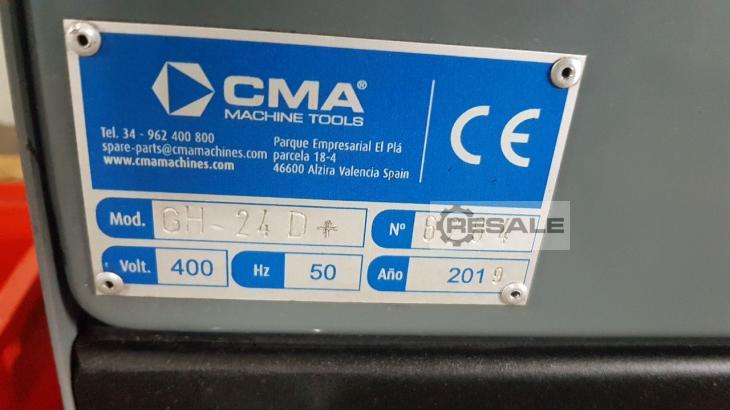 CMA®
MACHINE TOOLS
Tel. 34 - 962 400 800
spare-parts@cmamachines.com
www.cmamachines.com
Parque Empresarial El Plá
parcela 18-4
46600 Alzira Valencia Spain
CE
Mod. GH-24 D+
Nº
RESALE
Volt. 400 Hz 50 Año 2019